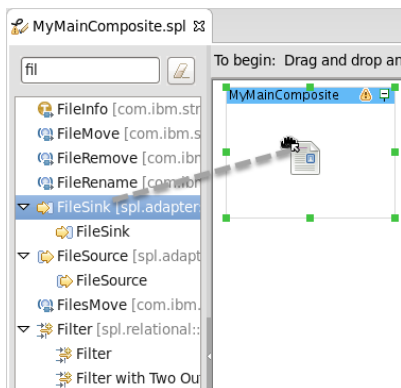 MyMainComposite.spl
fil
To begin: Drag and drop an
MyMainComposite
FileInfo [com.ibm.str
FileMove [com.ibm.s
FileRemove [com.ibr
FileRename [com.ibn
FileSink [spl.adapter
FileSink
FileSource [spl.adapt
FileSource
FilesMove [com.ibm.
Filter [spl.relational::
Filter
Filter with Two Ou